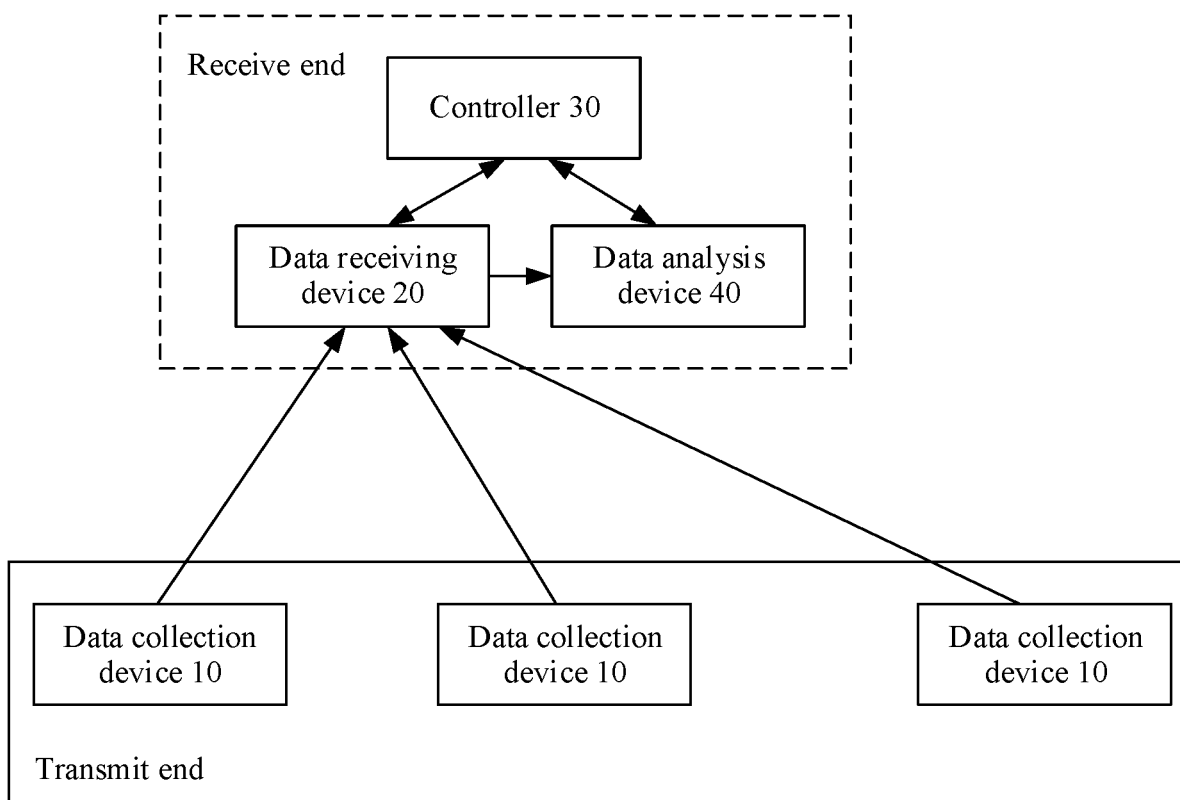 Receive end
Controller 30
Data receiving
device 20
Data analysis
device 40
Data collection
device 10
Data collection
device 10
Data collection
device 10
Transmit end